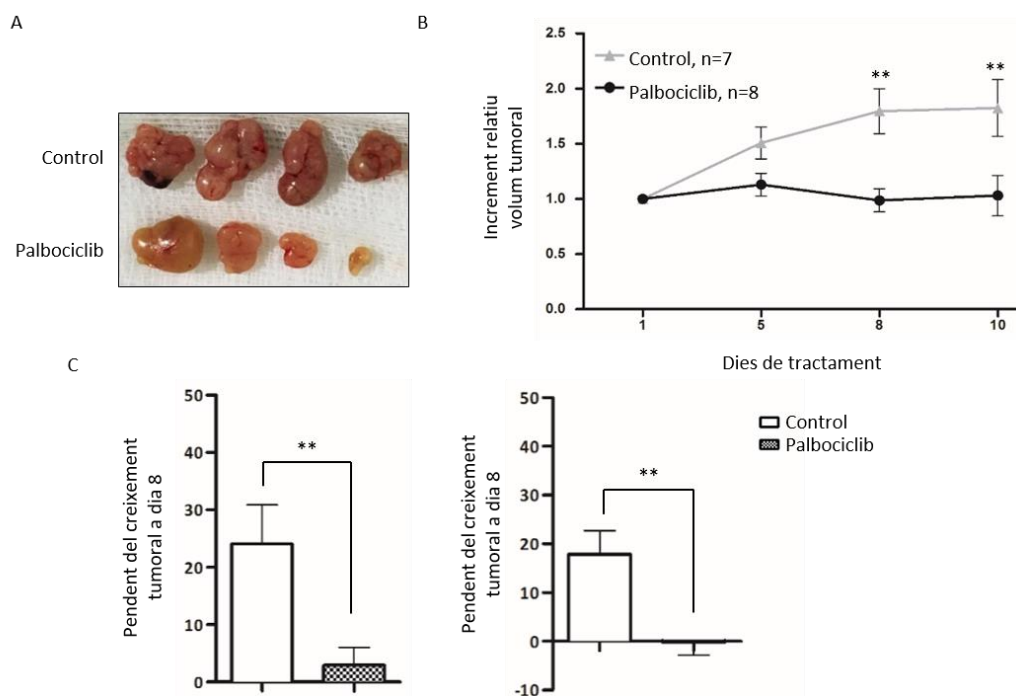 A
Control
Palbociclib
B
Increment relatiu
volum tumoral
2.5
2.0
1.5
1.0
0.5
0.0
Control, n=7
Palbociclib, n=8
**
**
1
5
8
10
Dies de tractament
C
Pendent del creixement
tumoral a dia 8
50
40
30
20
10
0
**
Pendent del creixement
tumoral a dia 8
50
40
30
20
10
0
-10
**
Control
Palbociclib